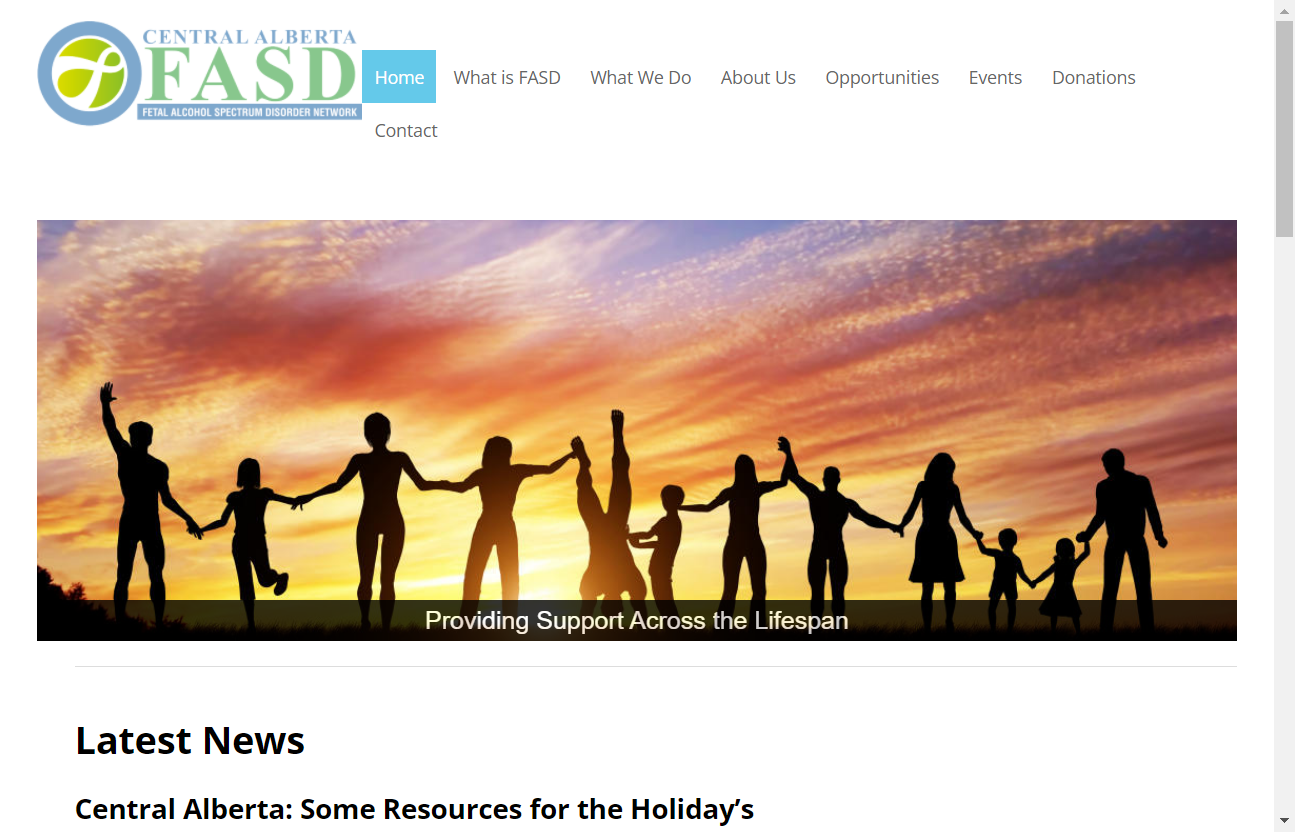 CENTRAL ALBERTA
FASD
FETAL ALCOHOL SPECTRUM DISORDER NETWORK
Home What is FASD What We Do About Us Opportunities Events Donations
Contact
Providing Support Across the Lifespan
Latest News
Central Alberta: Some Resources for the Holiday’s